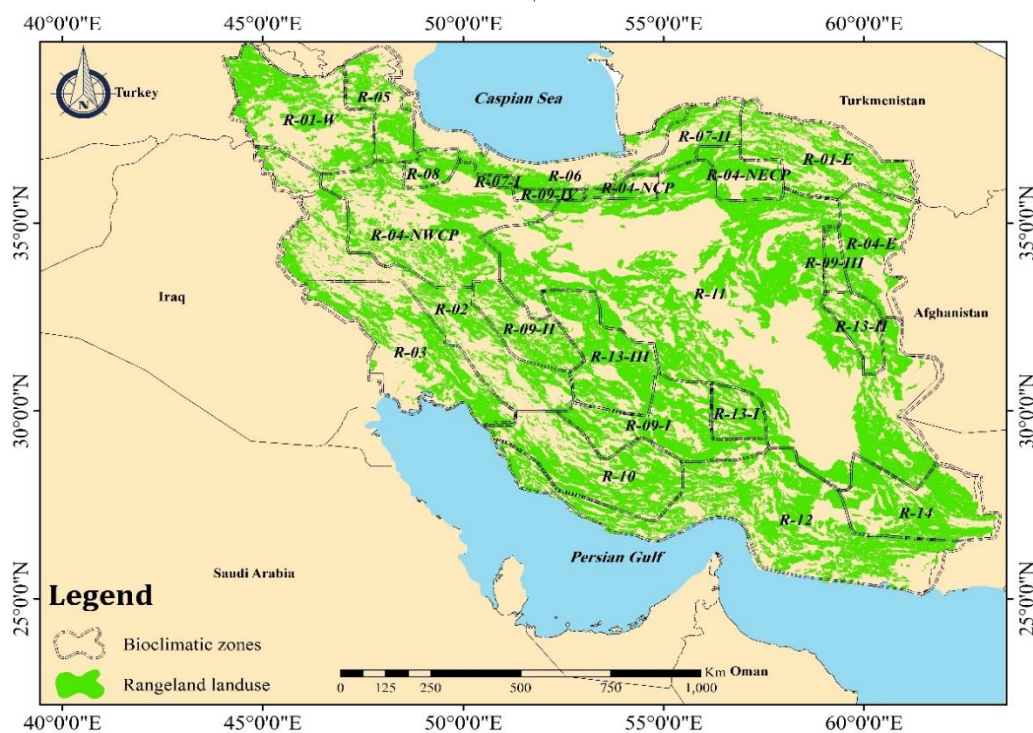 40°0'0"E 45°0'0"E 50°0'0"E 55°0'0"E 60°0'0"E
N
Turkey
Caspian Sea
Turkmenistan
R-05
R-01-W
R-07-II
R-01-E
R-08
R-07-I
R-06
R-04-NECP
R-09-IV
R-04-NCP
35°0'0"N
35°0'0"N
R-04-NWCP
R-04-E
R-09-III
Iraq
R-11
Afghanistan
R-02
R-09-II
R-13-II
R-03
R-13-III
30°0'0"N
30°0'0"N
R-09-I
R-13-I
R-10
R-12
R-14
Persian Gulf
Saudi Arabia
25°0'0"N
25°0'0"N
Legend
Bioclimatic zones
Rangeland landuse
Km
Oman
0 125 250 500 750 1,000
40°0'0"E 45°0'0"E 50°0'0"E 55°0'0"E 60°0'0"E